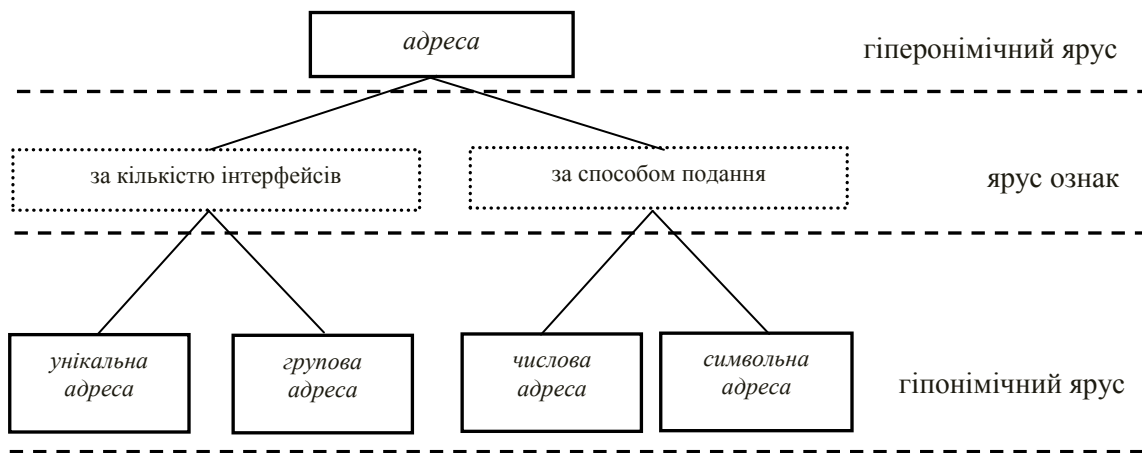 адреса
гіперонімічний ярус
за кількістю інтерфейсів
за способом подання
ярус ознак
унікальна
адреса
групова
адреса
числова
адреса
символьна
адреса
гіпонімічний ярус